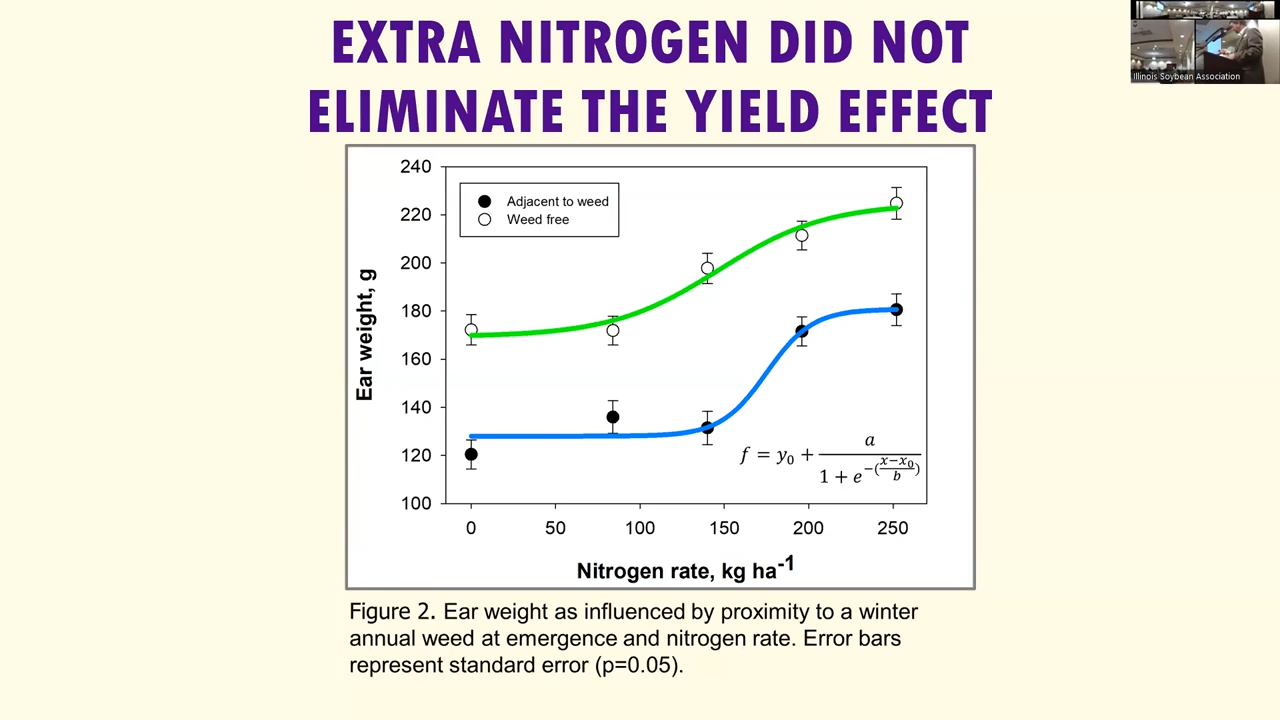 EXTRA NITROGEN DID NOT
ELIMINATE THE YIELD EFFECT
Illinois Soybean Association
240
220
200
180
160
140
120
100
Ear weight, g
Adjacent to weed
Weed free
f = y₀ + a / (1 + e^−((x−x₀)/b))
0 50 100 150 200 250
Nitrogen rate, kg ha⁻¹
Figure 2. Ear weight as influenced by proximity to a winter
annual weed at emergence and nitrogen rate. Error bars
represent standard error (p=0.05).